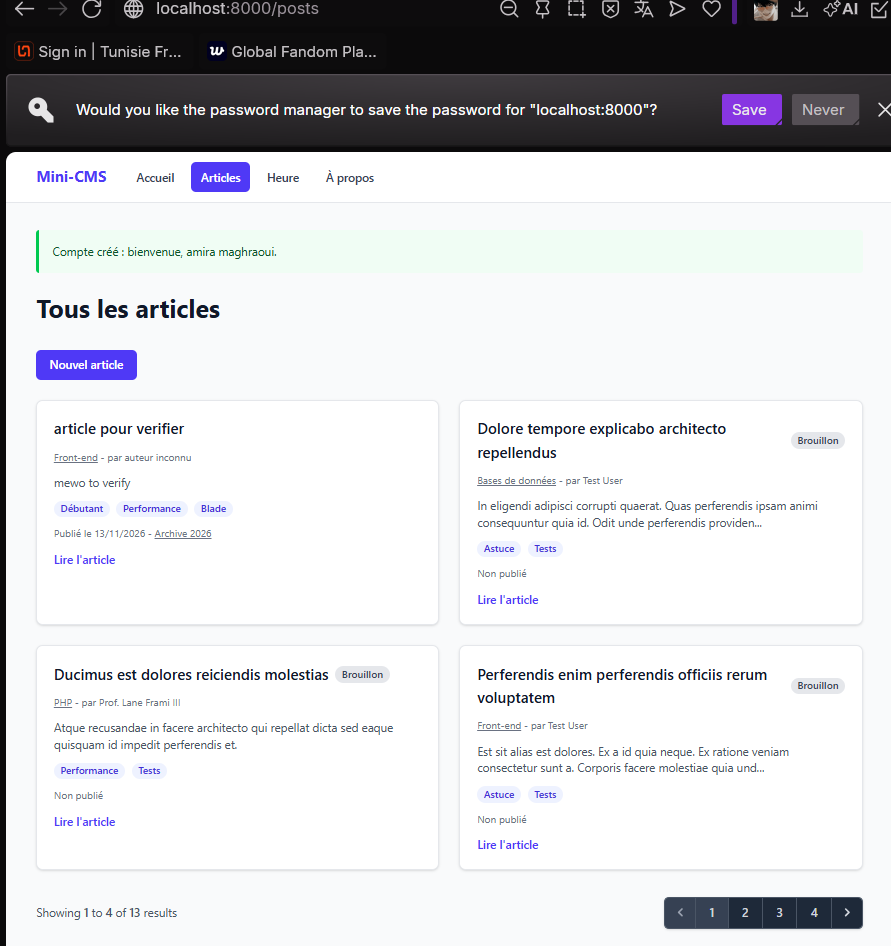 localhost:8000/posts
AI
Sign in | Tunisie Fr...
Global Fandom Pla...
Would you like the password manager to save the password for "localhost:8000"?
Save
Never
Mini-CMS
Accueil
Articles
Heure
À propos
Compte créé : bienvenue, amira maghraoui.
Tous les articles
Nouvel article
article pour verifier
Front-end - par auteur inconnu
mewo to verify
Débutant
Performance
Blade
Publié le 13/11/2026 - Archive 2026
Lire l'article
Dolore tempore explicabo architecto
repellendus
Brouillon
Bases de données - par Test User
In eligendi adipisci corrupti quaerat. Quas perferendis ipsam animi
consequuntur quia id. Odit unde perferendis providen...
Astuce
Tests
Non publié
Lire l'article
Ducimus est dolores reiciendis molestias
Brouillon
PHP - par Prof. Lane Frami III
Atque recusandae in facere architecto qui repellat dicta sed eaque
quisquam id impedit perferendis et.
Performance
Tests
Non publié
Lire l'article
Perferendis enim perferendis officiis rerum
voluptatem
Brouillon
Front-end - par Test User
Est sit alias est dolores. Ex a id quia neque. Ex ratione veniam
consectetur sunt a. Corporis facere molestiae quia und...
Astuce
Tests
Non publié
Lire l'article
Showing 1 to 4 of 13 results
1
2
3
4